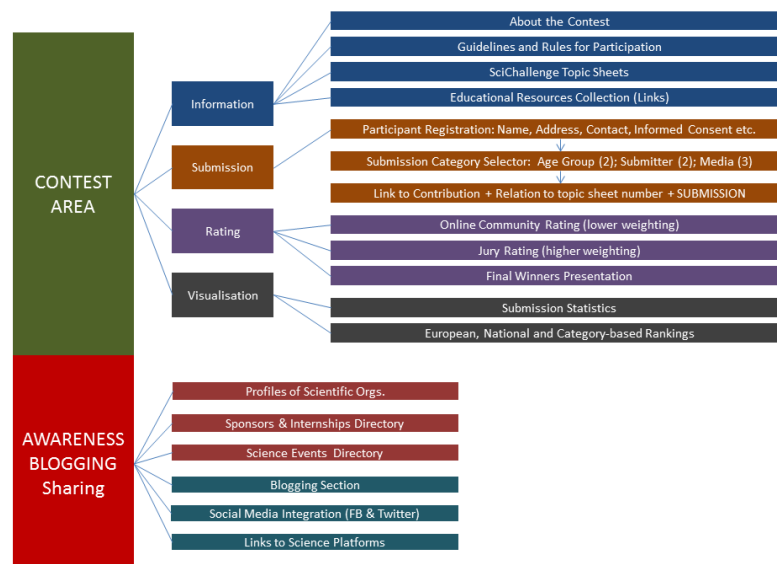 CONTEST
AREA
Information
About the Contest
Guidelines and Rules for Participation
SciChallenge Topic Sheets
Educational Resources Collection (Links)
Submission
Participant Registration: Name, Address, Contact, Informed Consent etc.
Submission Category Selector:  Age Group (2); Submitter (2); Media (3)
Link to Contribution + Relation to topic sheet number + SUBMISSION
Rating
Online Community Rating (lower weighting)
Jury Rating (higher weighting)
Final Winners Presentation
Visualisation
Submission Statistics
European, National and Category-based Rankings
AWARENESS
BLOGGING
Sharing
Profiles of Scientific Orgs.
Sponsors & Internships Directory
Science Events  Directory
Blogging Section
Social Media Integration (FB & Twitter)
Links to Science Platforms